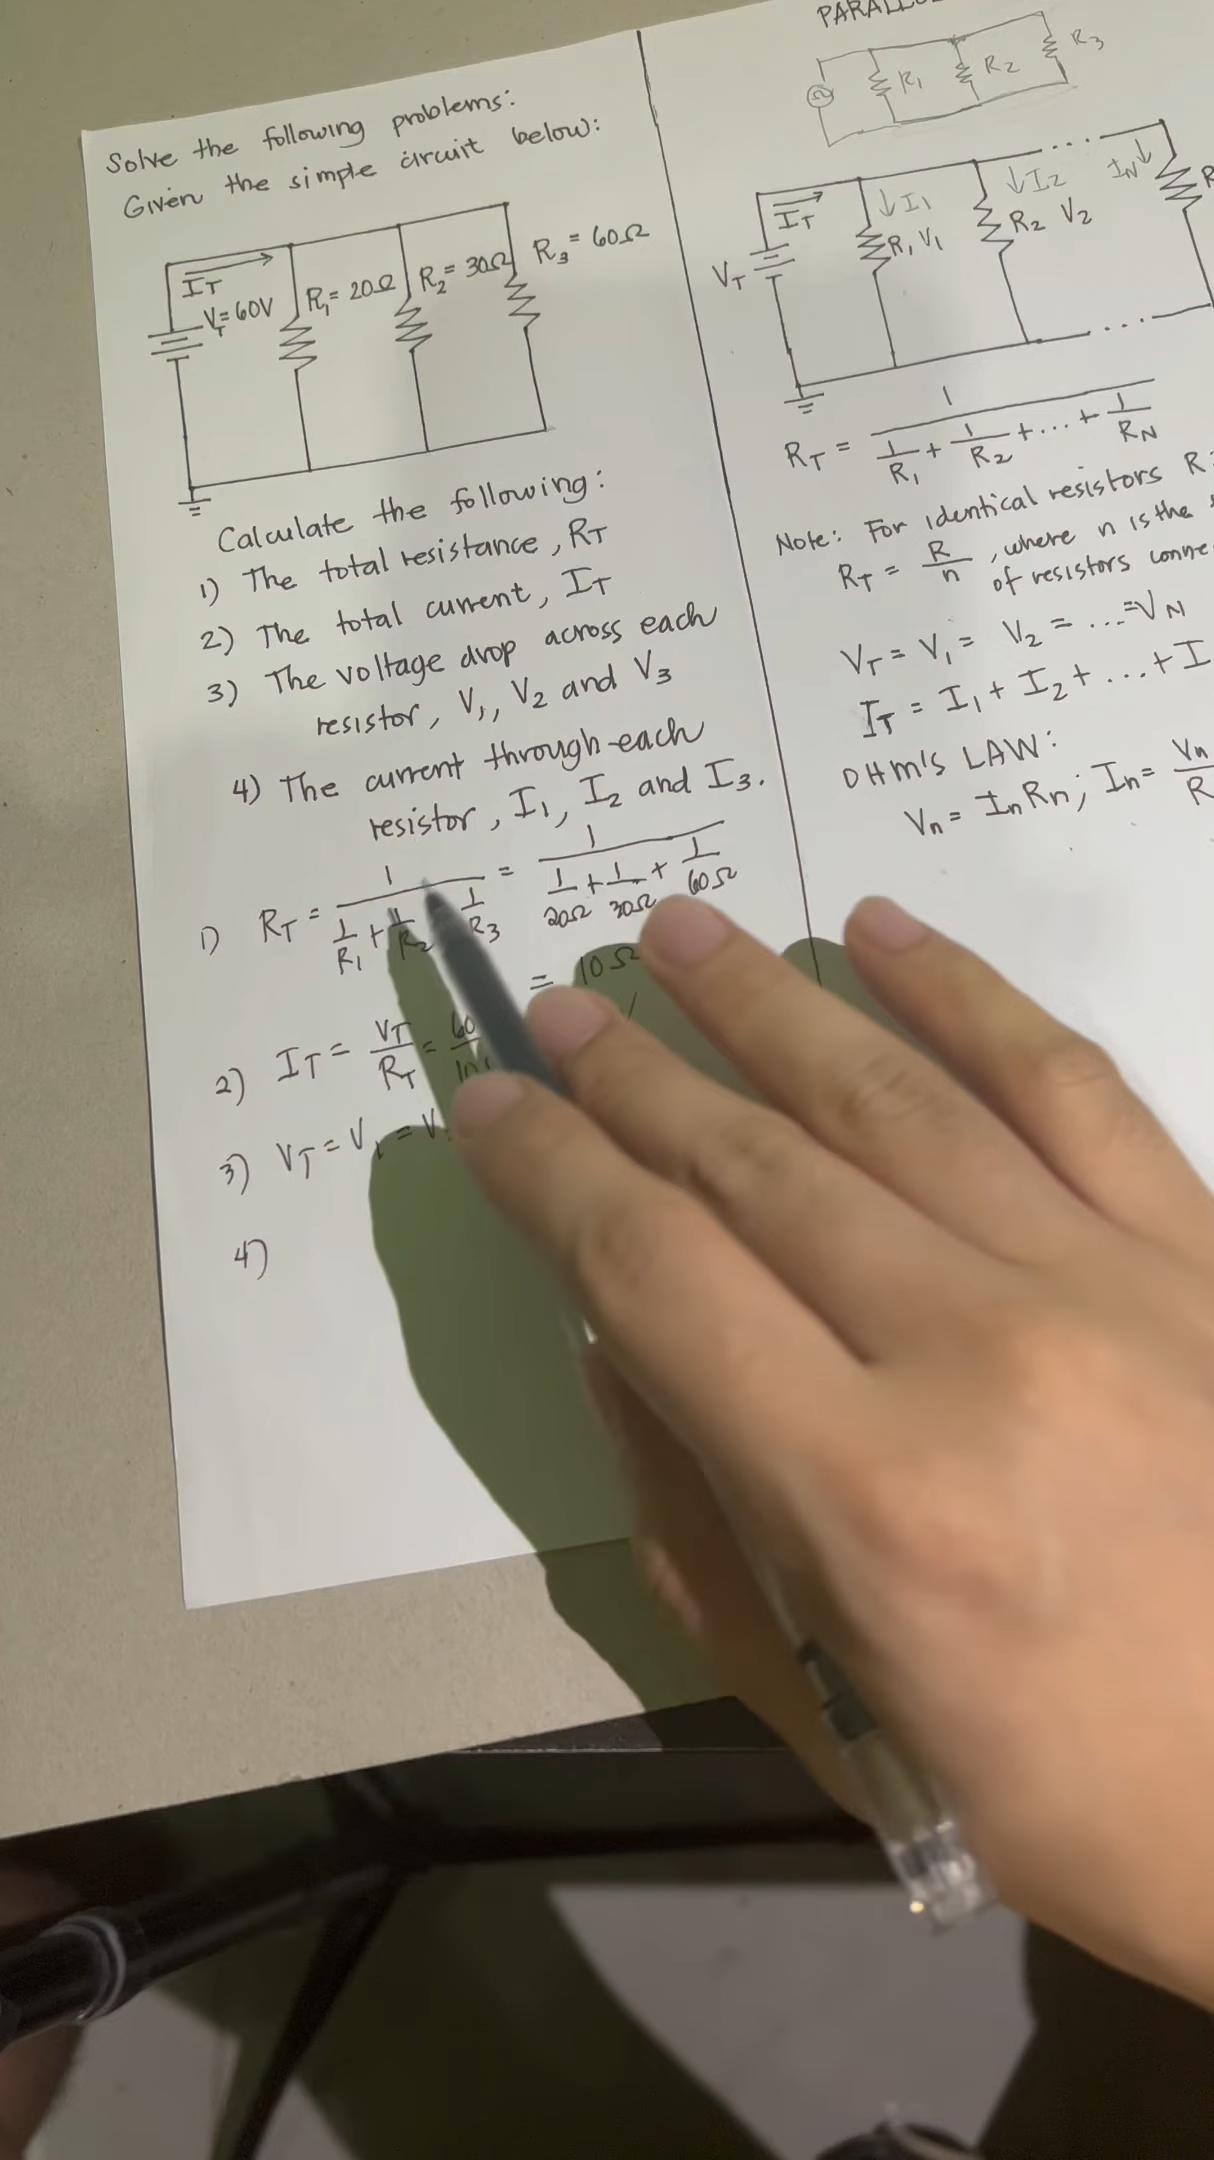 Solve the following problems:
Given the simple circuit below:
IT
VT=60V
R1=20Ω
R2=30Ω
R3=60Ω
Calculate the following:
1) The total resistance, RT
2) The total current, IT
3) The voltage drop across each
resistor, V1, V2 and V3
4) The current through each
resistor, I1, I2 and I3.
1) RT = 1/(1/R1 + 1/R2 1/R3) = 1/(1/20Ω + 1/30Ω + 1/60Ω)
= 10Ω
2) IT = VT/RT = 60
3) VT = V1 = V
4)
R1
R2
R3
IT
VT
↓I1
R1 V1
↓I2
R2 V2
...
IN↓
...
RT = 1/(1/R1 + 1/R2 + ... + 1/RN)
Note: For identical resistors
RT = R/n, where n is the
of resistors
VT = V1 = V2 = ... = VN
IT = I1 + I2 + ... + I
OHM'S LAW:
Vn = In Rn; In = Vn/R